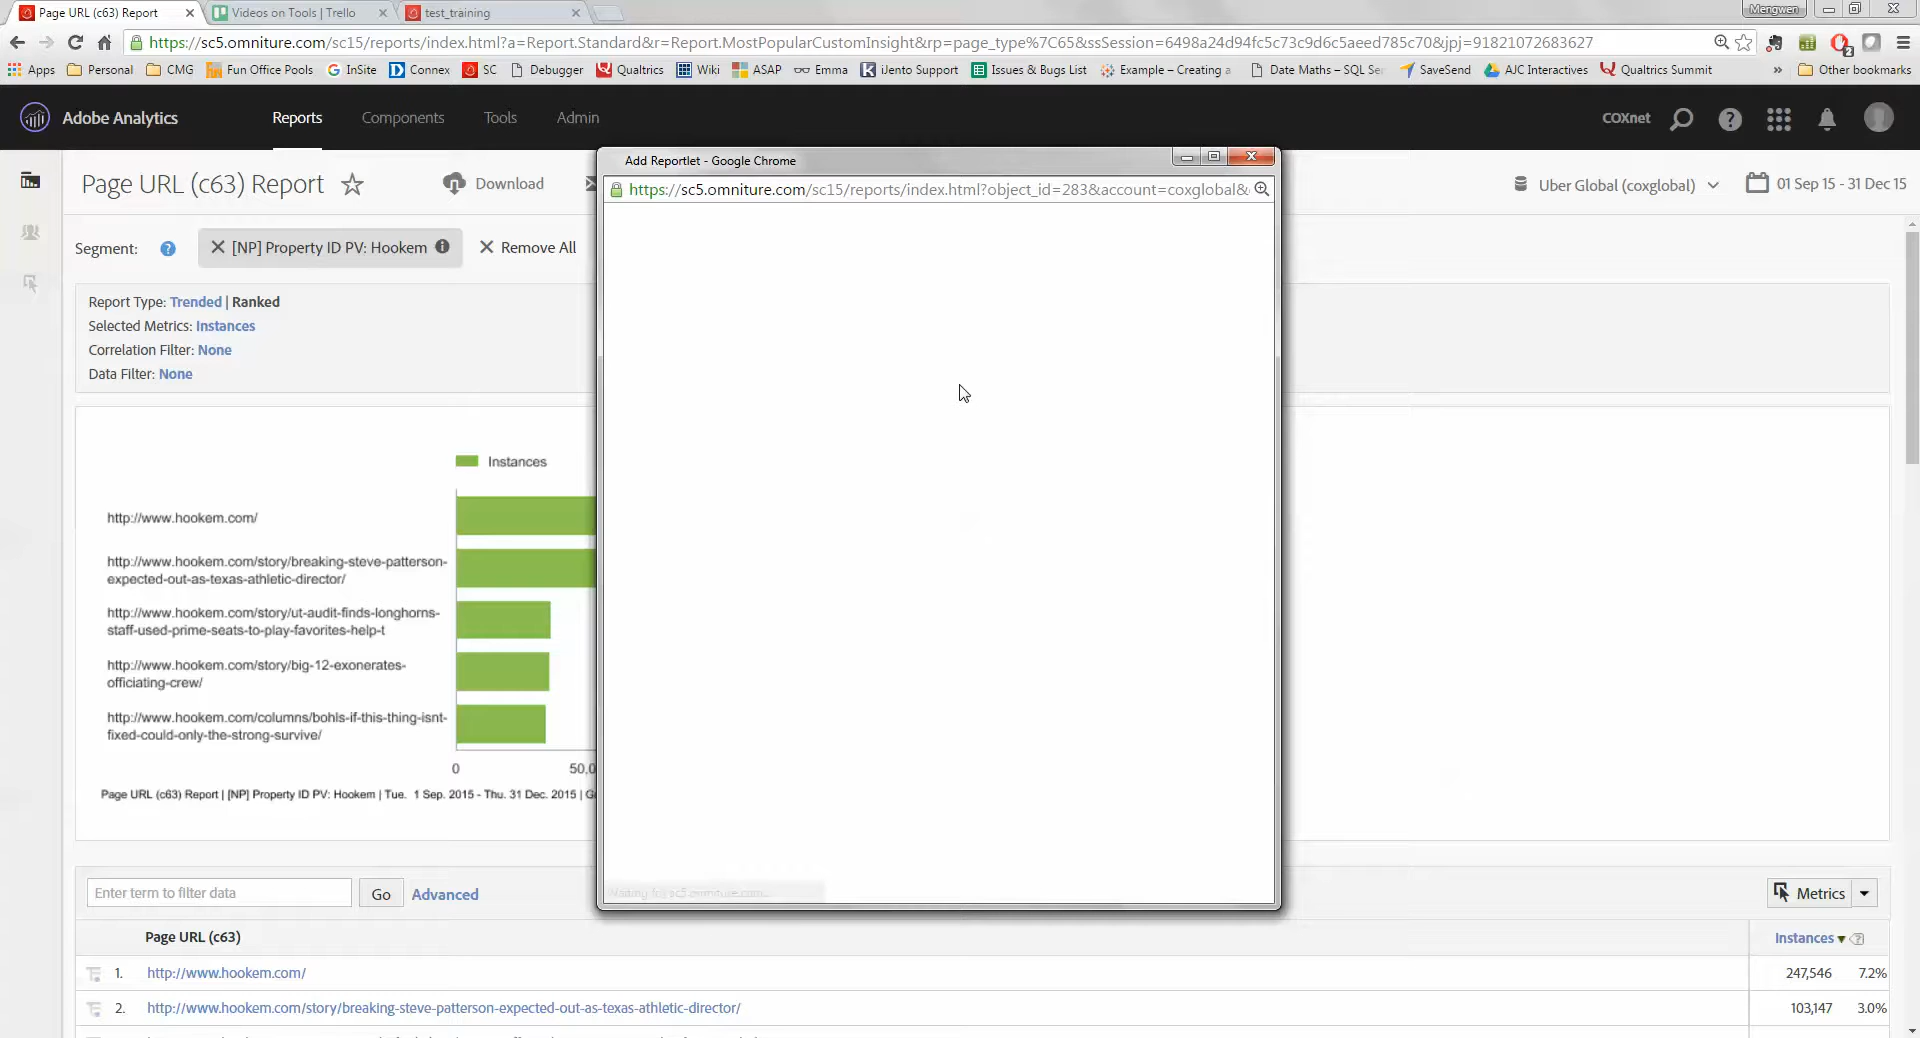 Page URL (c63) Report
Videos on Tools | Trello
test_training
Mengwen
https://sc5.omniture.com/sc15/reports/index.html?a=Report.Standard&r=Report.MostPopularCustomInsight&rp=page_type%7C65&ssSession=6498a24d94fc5c73c9d6c5aeed785c70&jpj=91821072683627
2
Apps Personal CMG Fun Office Pools InSite Connex SC Debugger Qualtrics Wiki ASAP Emma iJento Support Issues & Bugs List Example – Creating a Date Maths – SQL Se SaveSend AJC Interactives Qualtrics Summit » Other bookmarks
Adobe Analytics Reports Components Tools Admin COXnet
Add Reportlet - Google Chrome
https://sc5.omniture.com/sc15/reports/index.html?object_id=283&account=coxglobal&
Page URL (c63) Report Download Uber Global (coxglobal) 01 Sep 15 - 31 Dec 15
Segment: [NP] Property ID PV: Hookem Remove All
Report Type: Trended | Ranked
Selected Metrics: Instances
Correlation Filter: None
Data Filter: None
Instances
http://www.hookem.com/
http://www.hookem.com/story/breaking-steve-patterson-
expected-out-as-texas-athletic-director/
http://www.hookem.com/story/ut-audit-finds-longhorns-
staff-used-prime-seats-to-play-favorites-help-t
http://www.hookem.com/story/big-12-exonerates-
officiating-crew/
http://www.hookem.com/columns/bohls-if-this-thing-isnt-
fixed-could-only-the-strong-survive/
0 50,0
Page URL (c63) Report | [NP] Property ID PV: Hookem | Tue. 1 Sep. 2015 - Thu. 31 Dec. 2015 | G
Waiting for sc5.omniture.com...
Enter term to filter data Go Advanced Metrics
Page URL (c63) Instances
1. http://www.hookem.com/ 247,546 7.2%
2. http://www.hookem.com/story/breaking-steve-patterson-expected-out-as-texas-athletic-director/ 103,147 3.0%